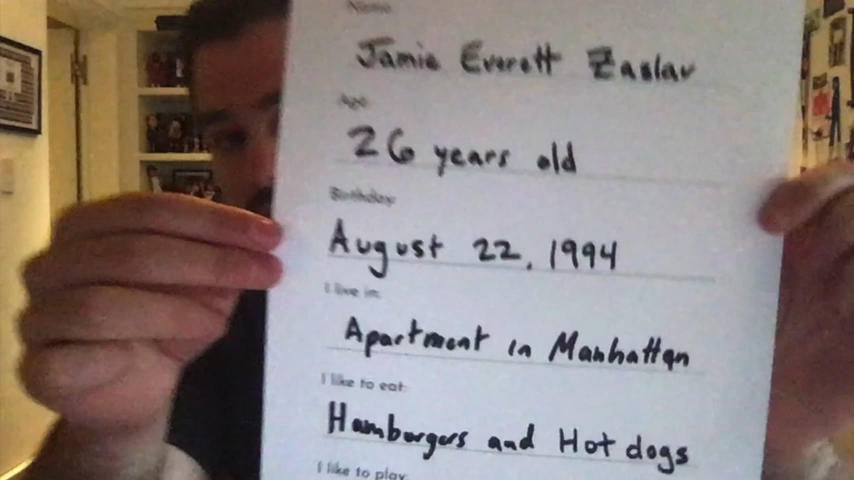 Name:
Jamie Everett Zaslav
Age:
26 years old
Birthday:
August 22, 1994
I live in:
Apartment in Manhattan
I like to eat:
Hamburgers and Hot dogs
I like to play: